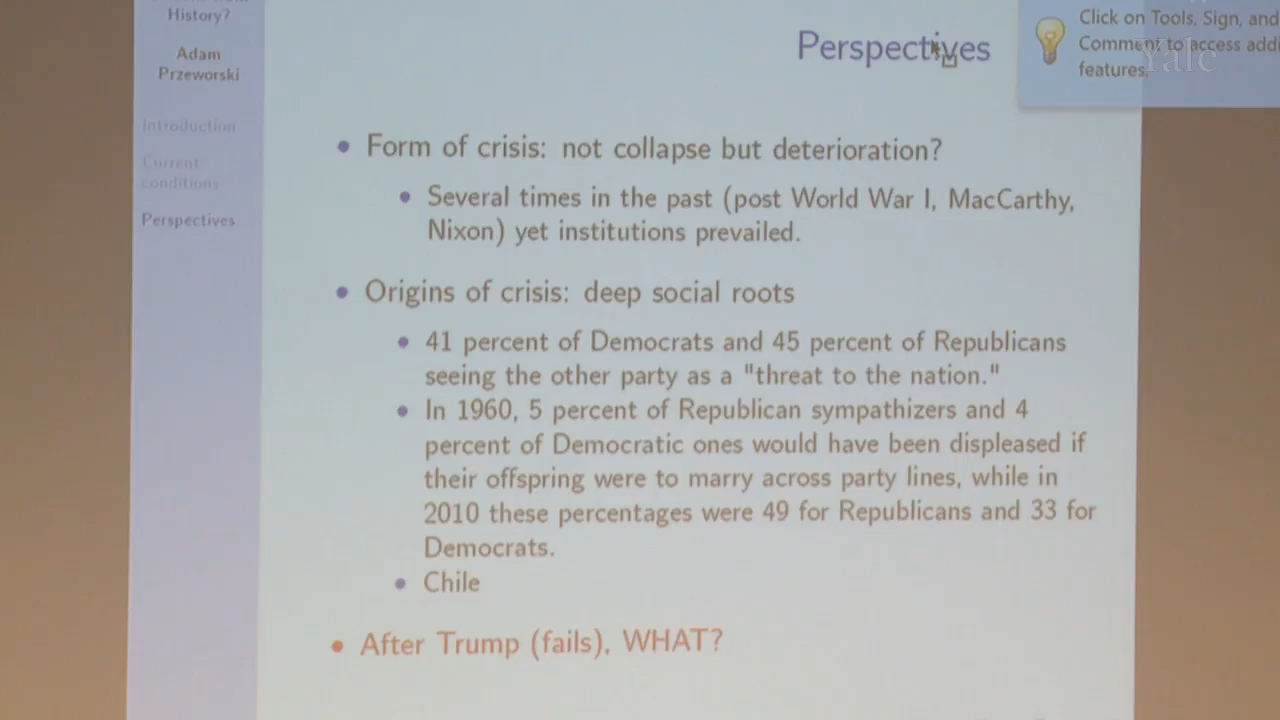 History?
Adam
Przeworski
Introduction
Current
conditions
Perspectives
Perspectives
Click on Tools, Sign, and
Comment to access addi
features.
Yale
• Form of crisis: not collapse but deterioration?
• Several times in the past (post World War I, MacCarthy,
Nixon) yet institutions prevailed.
• Origins of crisis: deep social roots
• 41 percent of Democrats and 45 percent of Republicans
seeing the other party as a "threat to the nation."
• In 1960, 5 percent of Republican sympathizers and 4
percent of Democratic ones would have been displeased if
their offspring were to marry across party lines, while in
2010 these percentages were 49 for Republicans and 33 for
Democrats.
• Chile
• After Trump (fails), WHAT?